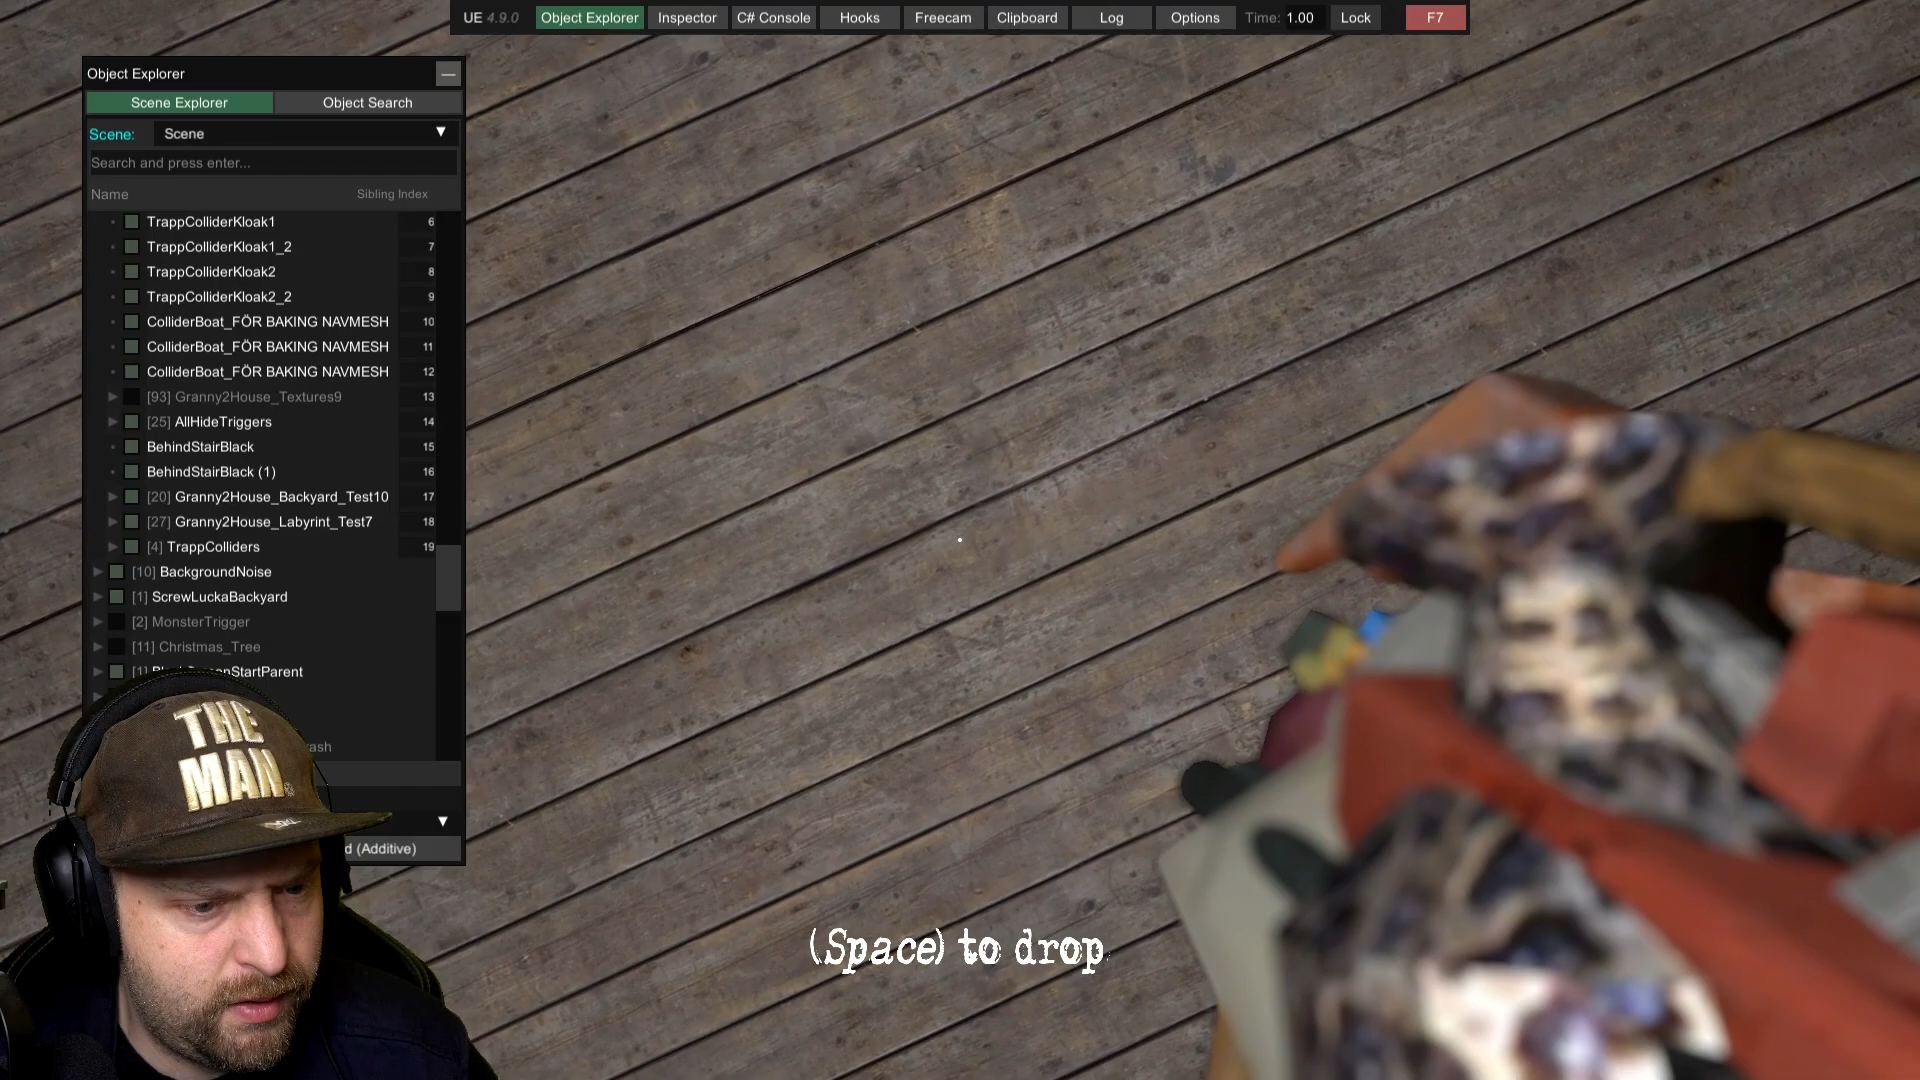 UE 4.9.0 Object Explorer Inspector C# Console Hooks Freecam Clipboard Log Options Time: 1.00 Lock F7
Object Explorer —
Scene Explorer Object Search
Scene: Scene ▼
Search and press enter...
Name Sibling Index
TrappColliderKloak1 6
TrappColliderKloak1_2 7
TrappColliderKloak2 8
TrappColliderKloak2_2 9
ColliderBoat_FÖR BAKING NAVMESH 10
ColliderBoat_FÖR BAKING NAVMESH 11
ColliderBoat_FÖR BAKING NAVMESH 12
[93] Granny2House_Textures9 13
[25] AllHideTriggers 14
BehindStairBlack 15
BehindStairBlack (1) 16
[20] Granny2House_Backyard_Test10 17
[27] Granny2House_Labyrint_Test7 18
[4] TrappColliders 19
[10] BackgroundNoise
[1] ScrewLuckaBackyard
[2] MonsterTrigger
[11] Christmas_Tree
[1] StartParent
THE
MAN
(Additive)
(Space) to drop